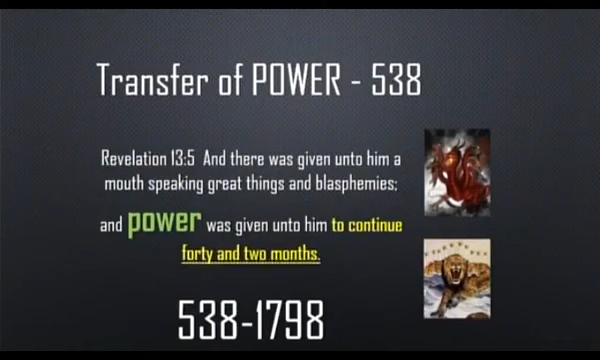 Transfer of POWER - 538
Revelation 13:5 And there was given unto him a
mouth speaking great things and blasphemies;
and power was given unto him to continue
forty and two months.
538-1798